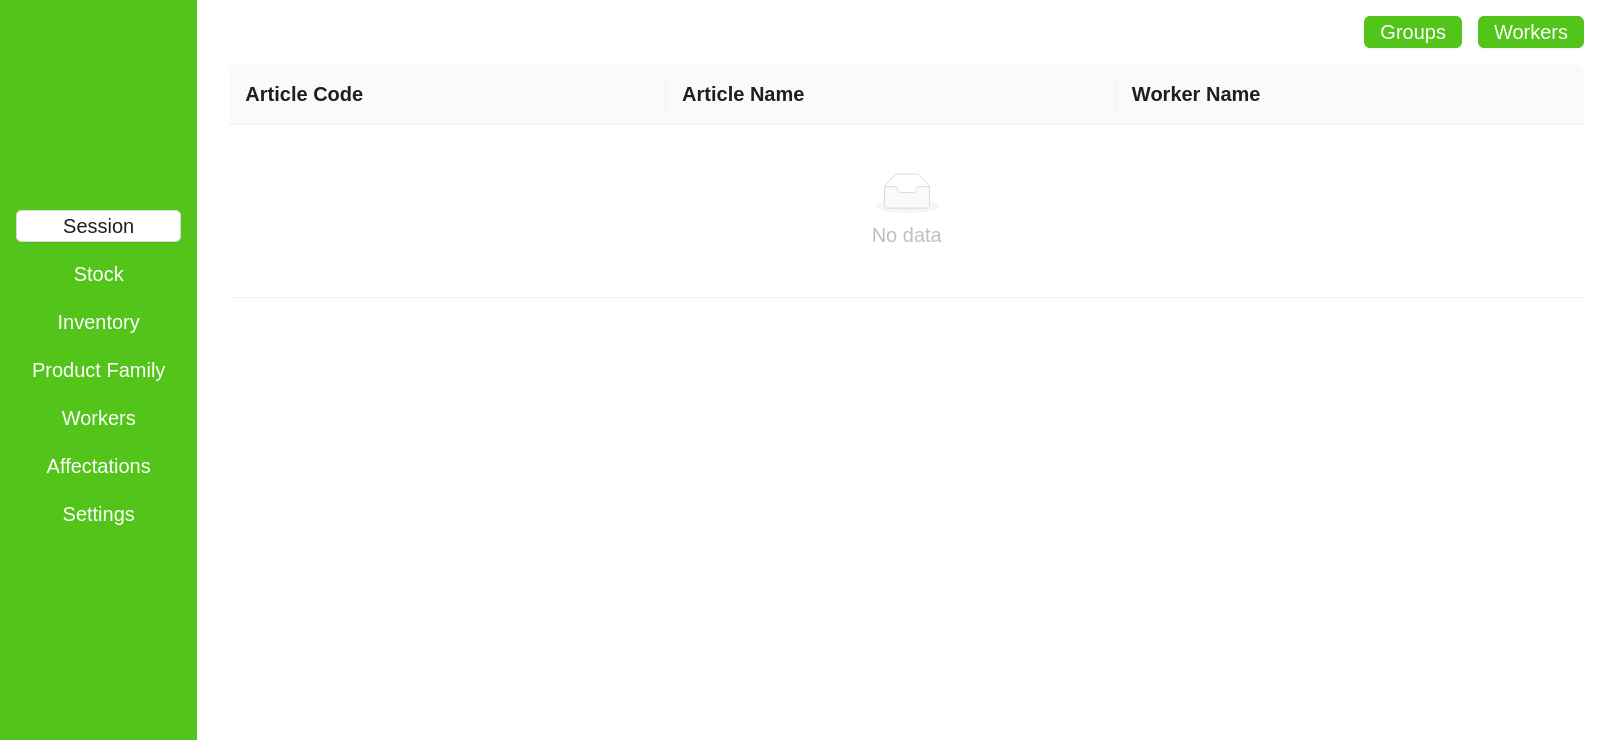 Groups
Workers
Session
Stock
Inventory
Product Family
Workers
Affectations
Settings
Article Code
Article Name
Worker Name
No data